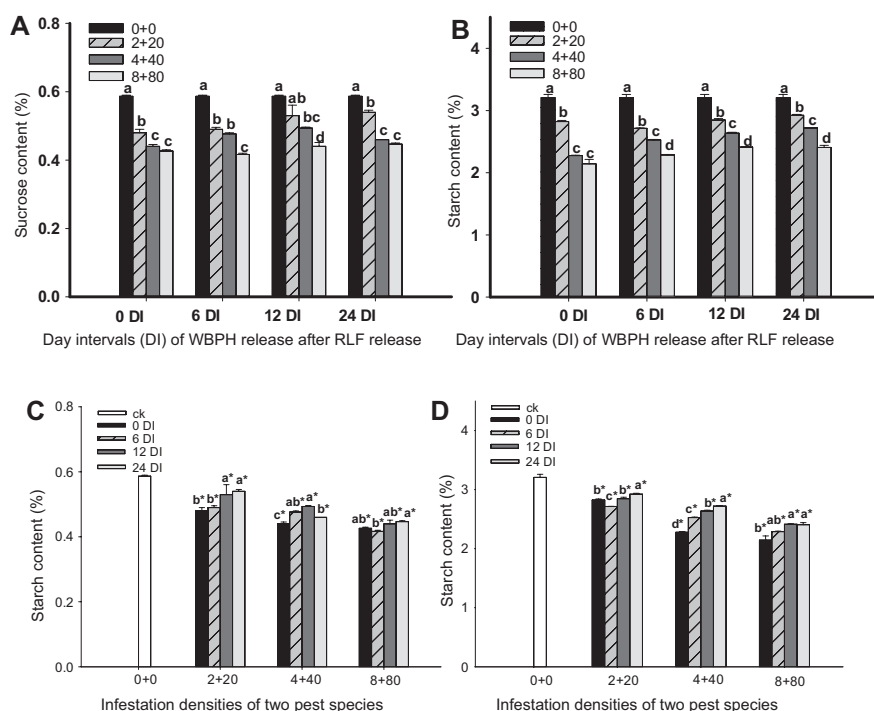 A
0+0
2+20
4+40
8+80
0.8
0.6
0.4
0.2
0.0
Sucrose content (%)
a
b
c
c
a
b
b
c
a
ab
bc
d
a
b
c
c
0 DI
6 DI
12 DI
24 DI
Day intervals (DI) of WBPH release after RLF release
B
0+0
2+20
4+40
8+80
4
3
2
1
0
Starch content (%)
a
b
c
c
a
b
c
d
a
b
c
d
a
b
c
d
0 DI
6 DI
12 DI
24 DI
Day intervals (DI) of WBPH release after RLF release
C
ck
0 DI
6 DI
12 DI
24 DI
0.8
0.6
0.4
0.2
0.0
Starch content (%)
b* b* a* a*
c* ab* a* b*
ab* b* a* a*
0+0
2+20
4+40
8+80
Infestation densities of two pest species
D
ck
0 DI
6 DI
12 DI
24 DI
4
3
2
1
0
Starch content (%)
b* c* b* a*
d* c* b* a*
b* ab* a* a*
0+0
2+20
4+40
8+80
Infestation densities of two pest species